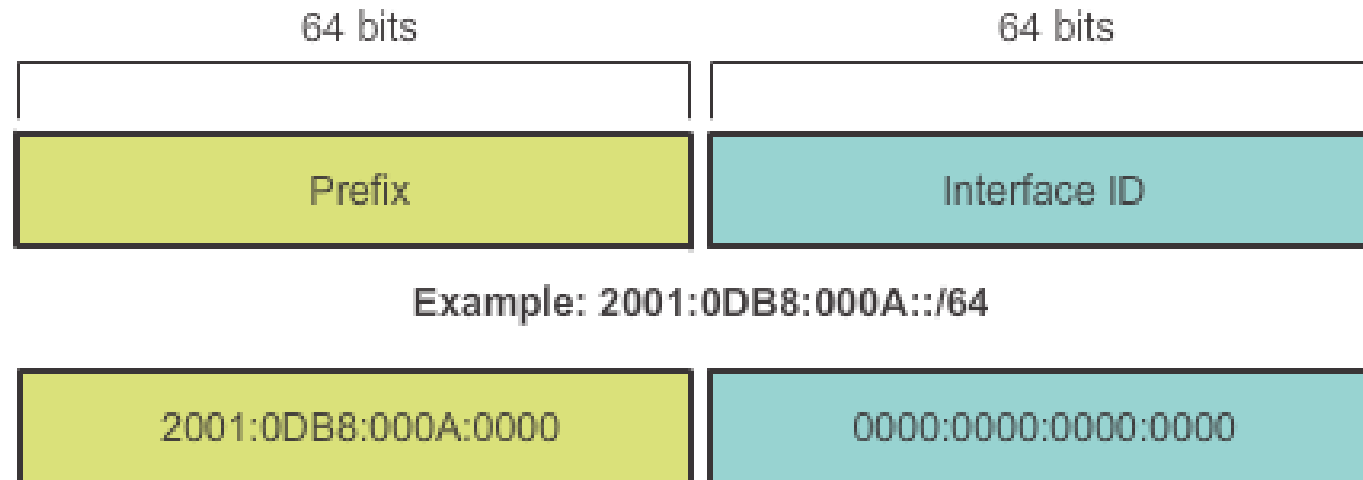 64 bits 64 bits
Prefix Interface ID
Example: 2001:0DB8:000A::/64
2001:0DB8:000A:0000 0000:0000:0000:0000